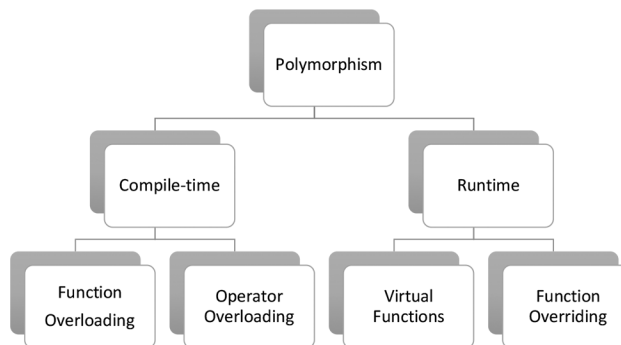 Polymorphism
Compile-time
Runtime
Function
Overloading
Operator
Overloading
Virtual
Functions
Function
Overriding